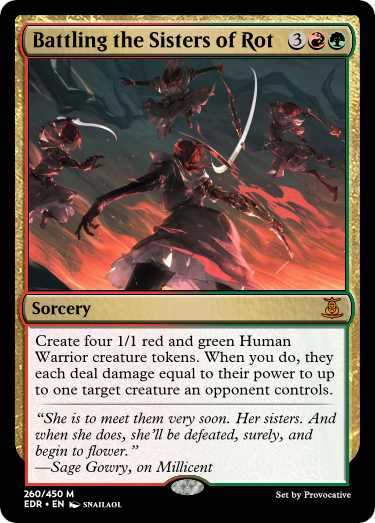 Battling the Sisters of Rot 3
Sorcery
Create four 1/1 red and green Human
Warrior creature tokens. When you do, they
each deal damage equal to their power to up
to one target creature an opponent controls.
“She is to meet them very soon. Her sisters. And
when she does, she’ll be defeated, surely, and
begin to flower.”
—Sage Gowry, on Millicent
260/450 M
EDR • EN SNAILAOL
Set by Provocative